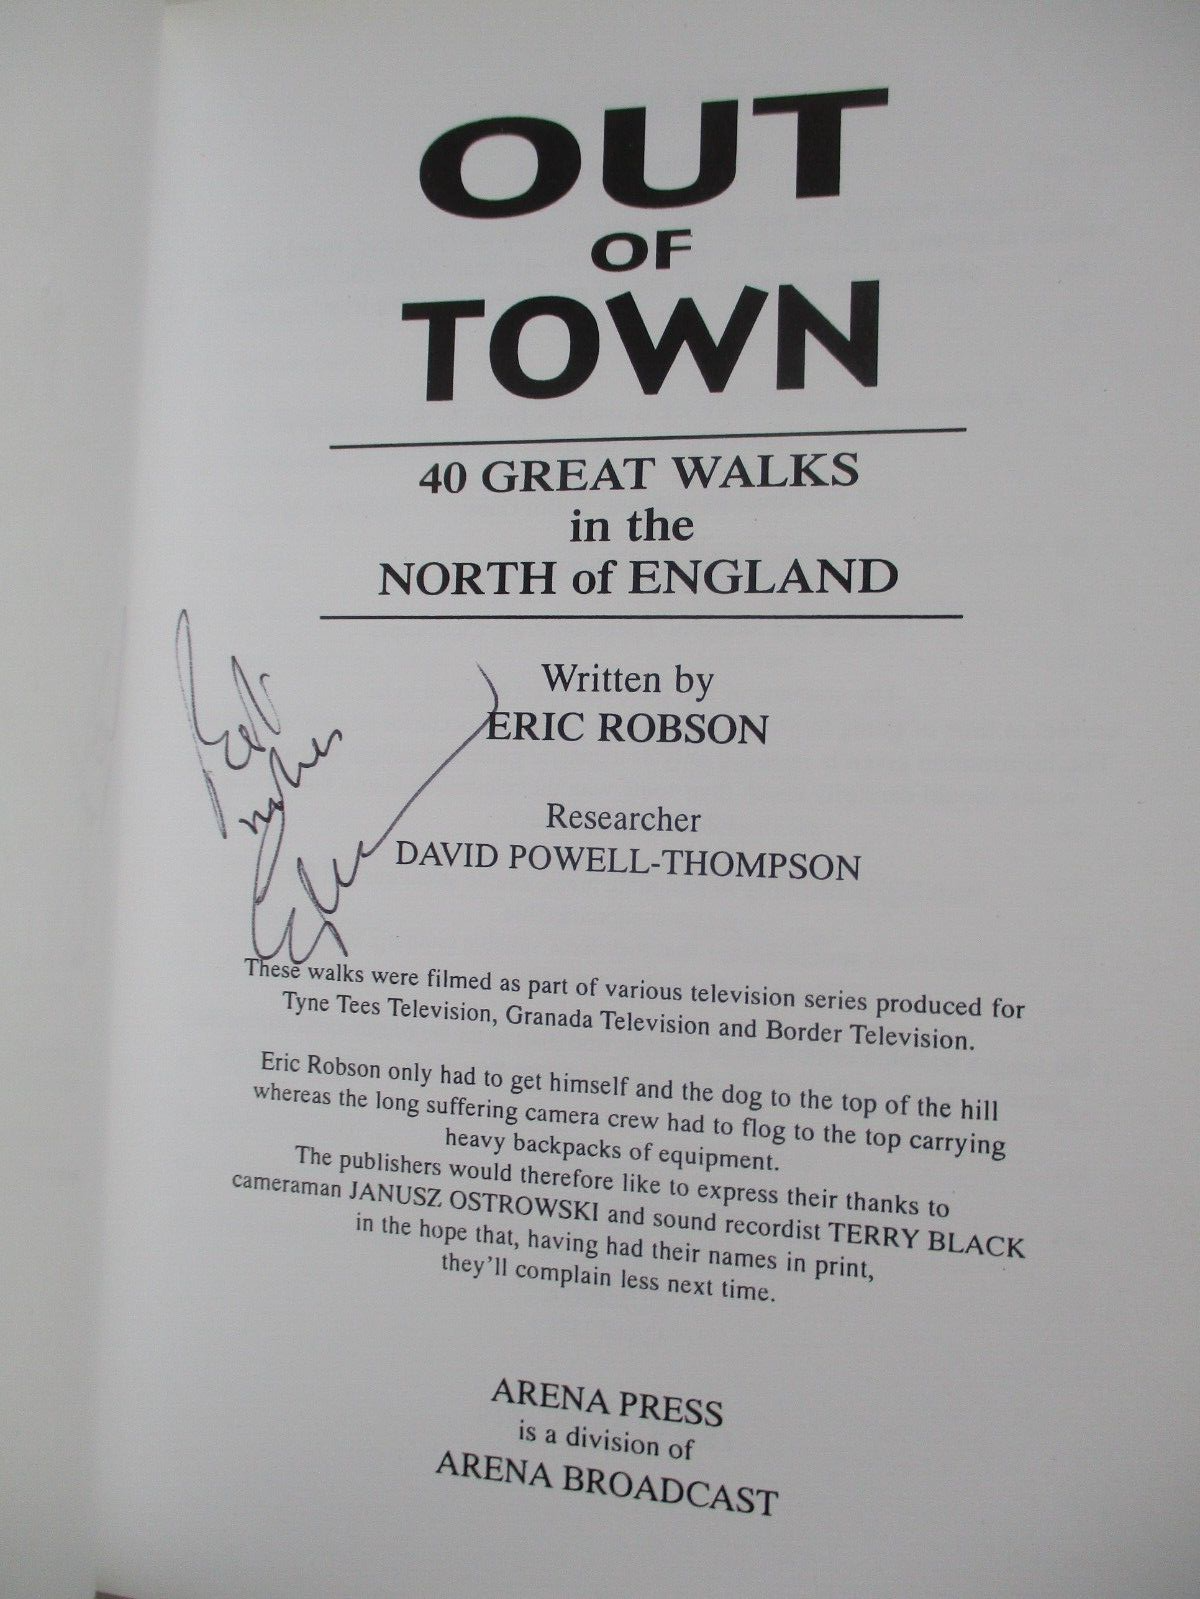 OUT
OF
TOWN
40 GREAT WALKS
in the
NORTH of ENGLAND
Written by
ERIC ROBSON
Best
wishes
Researcher
DAVID POWELL-THOMPSON
These walks were filmed as part of various television series produced for
Tyne Tees Television, Granada Television and Border Television.
Eric Robson only had to get himself and the dog to the top of the hill
whereas the long suffering camera crew had to flog to the top carrying
heavy backpacks of equipment.
The publishers would therefore like to express their thanks to
cameraman JANUSZ OSTROWSKI and sound recordist TERRY BLACK
in the hope that, having had their names in print,
they'll complain less next time.
ARENA PRESS
is a division of
ARENA BROADCAST